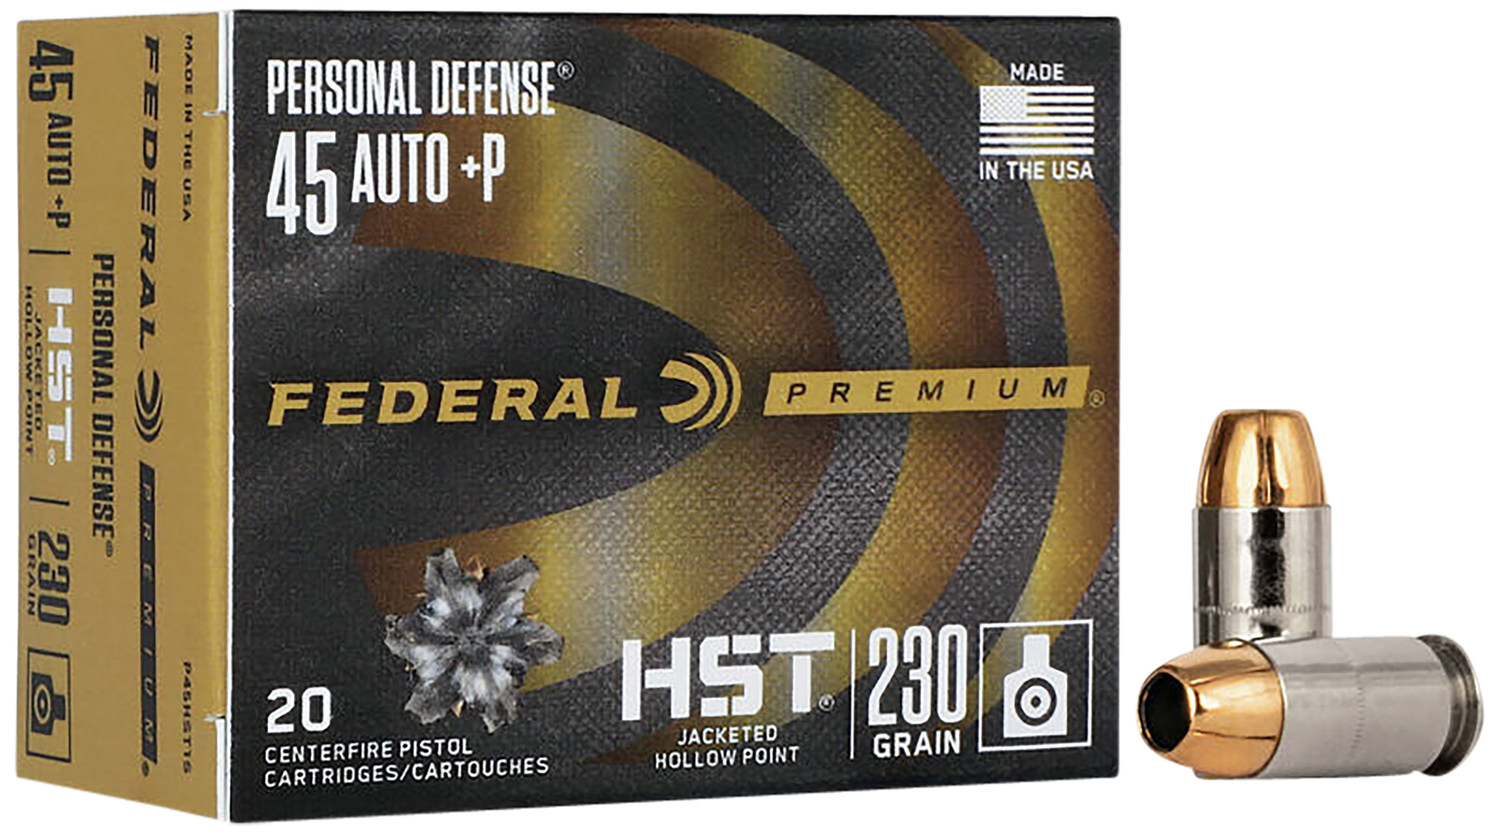 PERSONAL DEFENSE®
45 AUTO +P
MADE
IN THE USA
FEDERAL PREMIUM®
20
CENTERFIRE PISTOL
CARTRIDGES/CARTOUCHES
HST®
JACKETED
HOLLOW POINT
230
GRAIN
MADE IN THE USA
P45HST1S
FEDERAL PREMIUM®
PERSONAL DEFENSE®
45 AUTO +P | HST® | 230
JACKETED
HOLLOW POINT
GRAIN